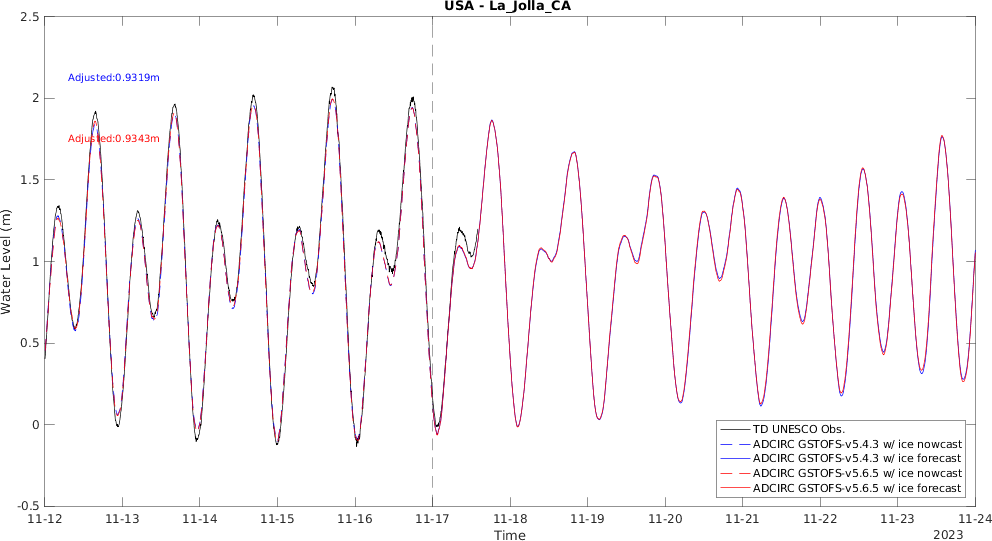 USA - La_Jolla_CA
Adjusted:0.9319m
Adjusted:0.9343m
Water Level (m)
2.5
2
1.5
1
0.5
0
-0.5
TD UNESCO Obs.
ADCIRC GSTOFS-v5.4.3 w/ ice nowcast
ADCIRC GSTOFS-v5.4.3 w/ ice forecast
ADCIRC GSTOFS-v5.6.5 w/ ice nowcast
ADCIRC GSTOFS-v5.6.5 w/ ice forecast
11-12 11-13 11-14 11-15 11-16 11-17 11-18 11-19 11-20 11-21 11-22 11-23 11-24
Time
2023